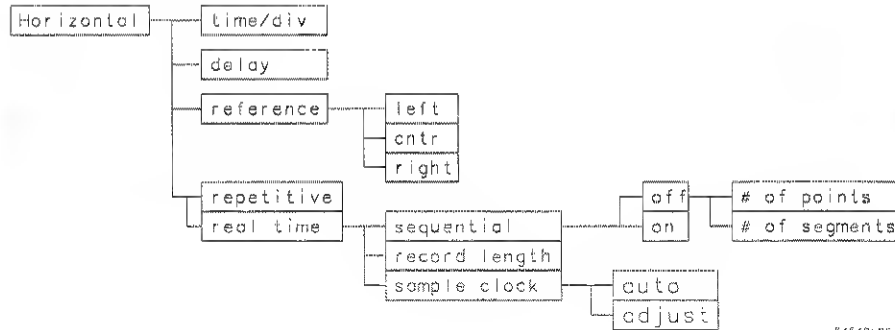 Horizontal
time/div
delay
reference
left
cntr
right
repetitive
real time
sequential
off
# of points
on
# of segments
record length
sample clock
auto
adjust